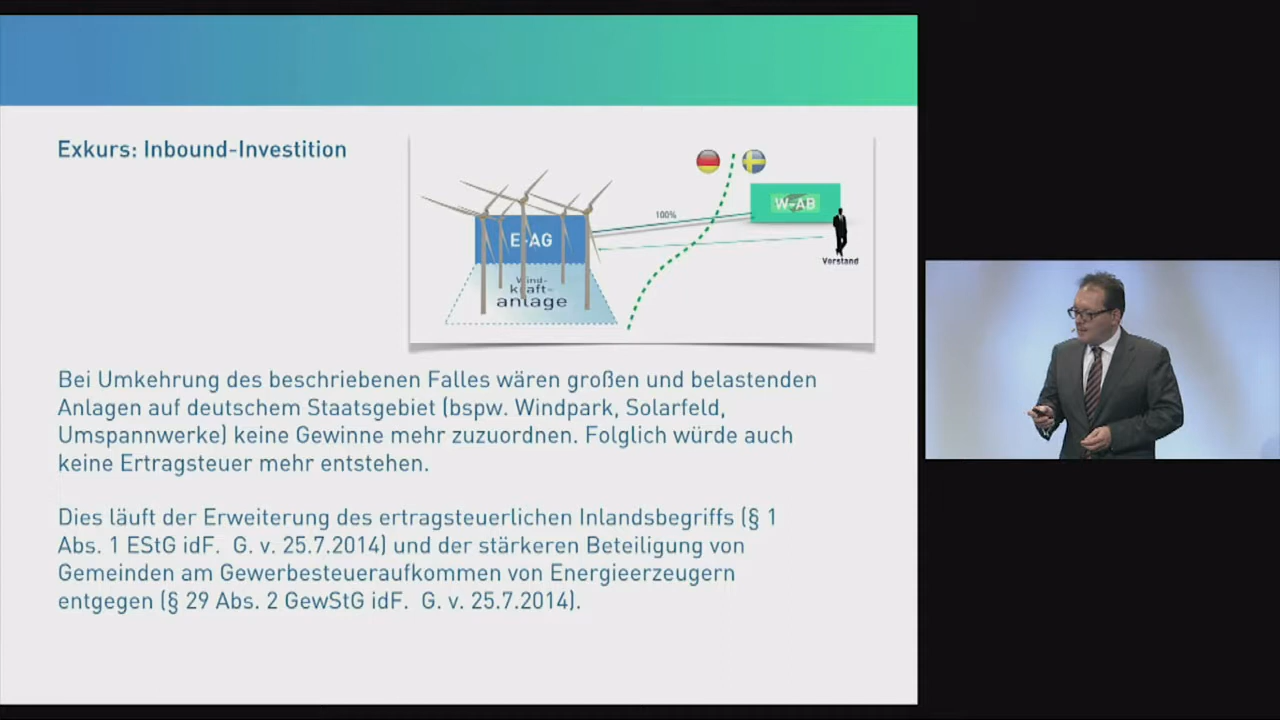 Exkurs: Inbound-Investition
W-AB
100%
E-AG
Vorstand
Wind-
kraft-
anlage
Bei Umkehrung des beschriebenen Falles wären großen und belastenden
Anlagen auf deutschem Staatsgebiet (bspw. Windpark, Solarfeld,
Umspannwerke) keine Gewinne mehr zuzuordnen. Folglich würde auch
keine Ertragsteuer mehr entstehen.
Dies läuft der Erweiterung des ertragsteuerlichen Inlandsbegriffs (§ 1
Abs. 1 EStG idF. G. v. 25.7.2014) und der stärkeren Beteiligung von
Gemeinden am Gewerbesteueraufkommen von Energieerzeugern
entgegen (§ 29 Abs. 2 GewStG idF. G. v. 25.7.2014).